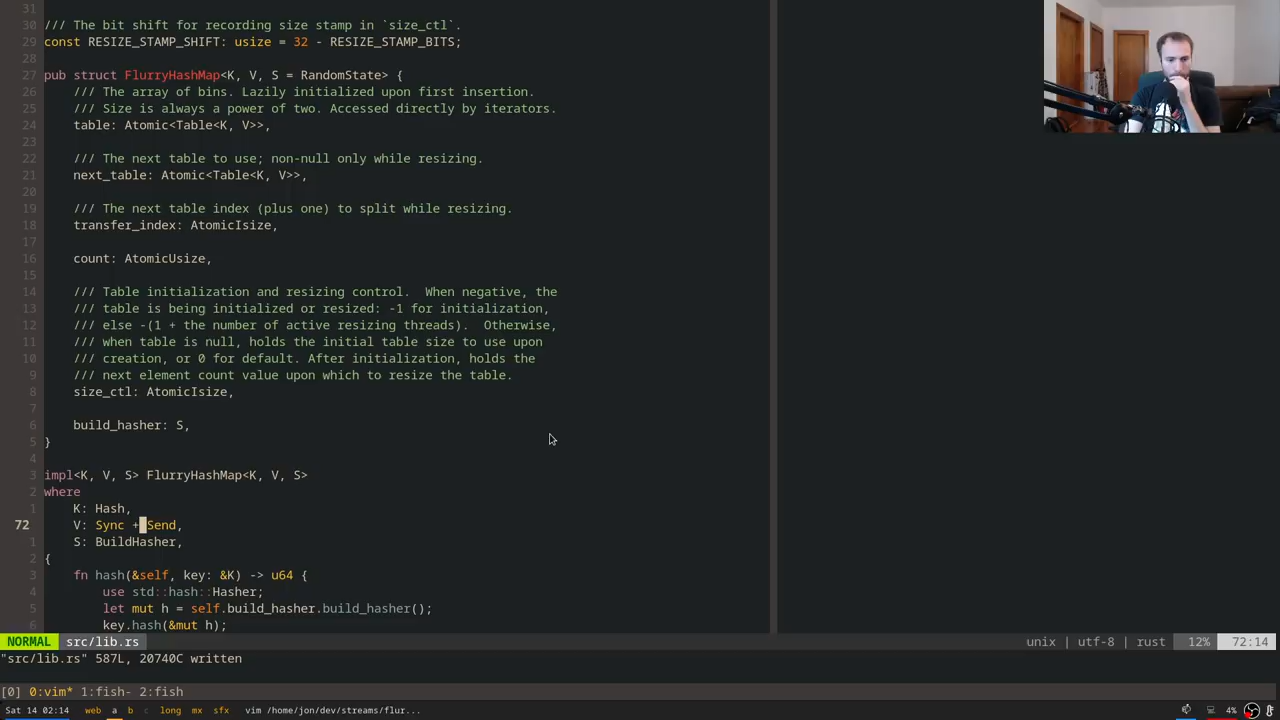 31
30 /// The bit shift for recording size stamp in `size_ctl`.
29 const RESIZE_STAMP_SHIFT: usize = 32 - RESIZE_STAMP_BITS;
28
27 pub struct FlurryHashMap<K, V, S = RandomState> {
26 /// The array of bins. Lazily initialized upon first insertion.
25 /// Size is always a power of two. Accessed directly by iterators.
24 table: Atomic<Table<K, V>>,
23
22 /// The next table to use; non-null only while resizing.
21 next_table: Atomic<Table<K, V>>,
20
19 /// The next table index (plus one) to split while resizing.
18 transfer_index: AtomicIsize,
17
16 count: AtomicUsize,
15
14 /// Table initialization and resizing control.  When negative, the
13 /// table is being initialized or resized: -1 for initialization,
12 /// else -(1 + the number of active resizing threads).  Otherwise,
11 /// when table is null, holds the initial table size to use upon
10 /// creation, or 0 for default. After initialization, holds the
9 /// next element count value upon which to resize the table.
8 size_ctl: AtomicIsize,
7
6 build_hasher: S,
5 }
4
3 impl<K, V, S> FlurryHashMap<K, V, S>
2 where
1 K: Hash,
72 V: Sync + Send,
1 S: BuildHasher,
2 {
3 fn hash(&self, key: &K) -> u64 {
4 use std::hash::Hasher;
5 let mut h = self.build_hasher.build_hasher();
6 key.hash(&mut h);
NORMAL src/lib.rs unix | utf-8 | rust 12% 72:14
"src/lib.rs" 587L, 20740C written
[0] 0:vim* 1:fish- 2:fish
Sat 14 02:14 web a b c long mx sfx vim /home/jon/dev/streams/flur... 4%